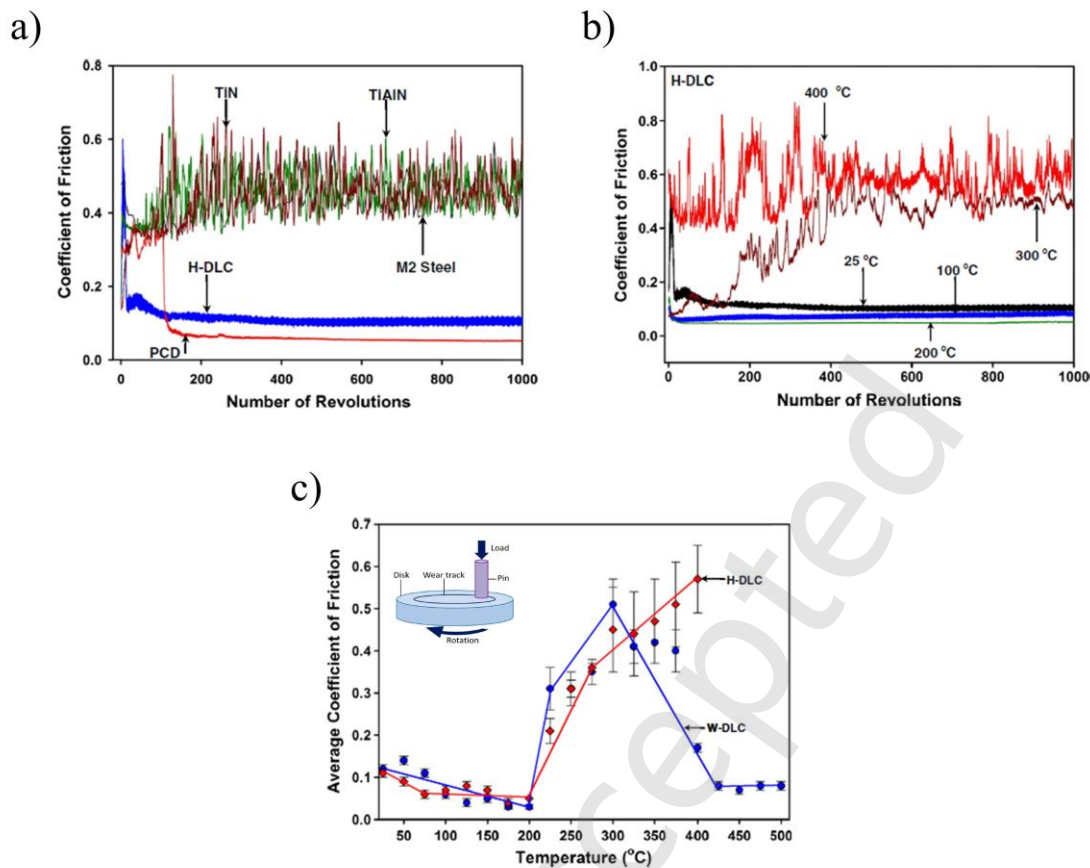 a)
b)
0.8
0.6
0.4
0.2
0.0
Coefficient of Friction
TiN
TiAlN
H-DLC
M2 Steel
PCD
0 200 400 600 800 1000
Number of Revolutions
1.0
0.8
0.6
0.4
0.2
0.0
Coefficient of Friction
H-DLC
400 °C
25 °C
100 °C
300 °C
200 °C
0 200 400 600 800 1000
Number of Revolutions
c)
0.7
0.6
0.5
0.4
0.3
0.2
0.1
0.0
Average Coefficient of Friction
Load
Disk
Wear track
Pin
Rotation
H-DLC
W-DLC
50 100 150 200 250 300 350 400 450 500
Temperature (°C)
cepted